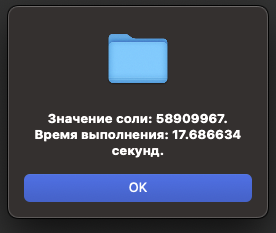 Значение соли: 58909967.
Время выполнения: 17.686634
секунд.
OK